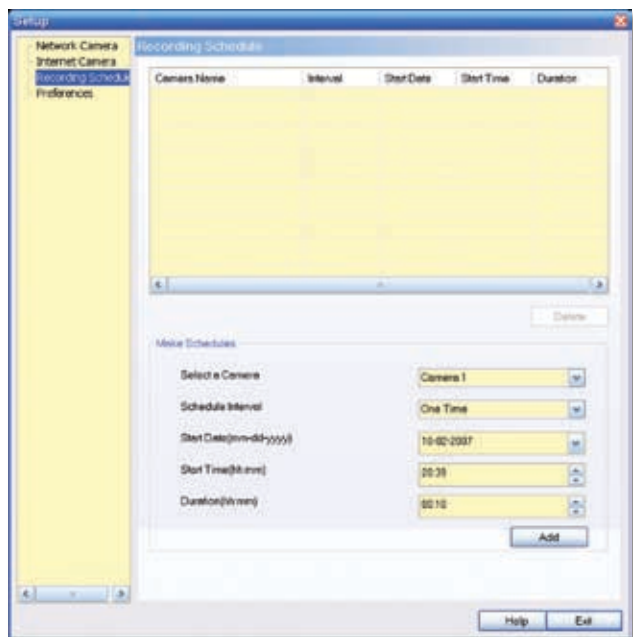 Setup
Network Camera
Internet Camera
Recording Schedul
Preferences
Recording Schedule
Camera Name Interval Start Date Start Time Duration
Delete
Make Schedules
Select a Camera Camera 1
Schedule Interval One Time
Start Date(mm-dd-yyyy) 10-02-2007
Start Time(hh:mm) 20:39
Duration(hh:mm) 00:10
Add
Help Exit